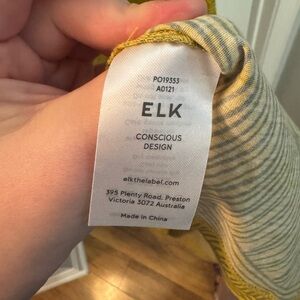 PO19353
A0121
ELK
CONSCIOUS
DESIGN
elkthelabel.com
395 Plenty Road, Preston
Victoria 3072 Australia
Made in China